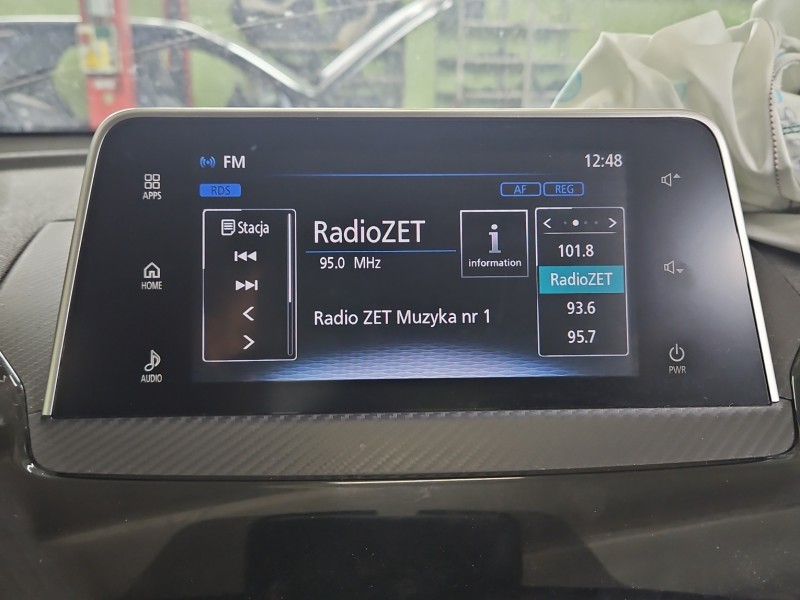 FM
12:48
RDS
AF
REG
APPS
HOME
AUDIO
Stacja
RadioZET
95.0 MHz
Radio ZET Muzyka nr 1
i
information
101.8
RadioZET
93.6
95.7
PWR